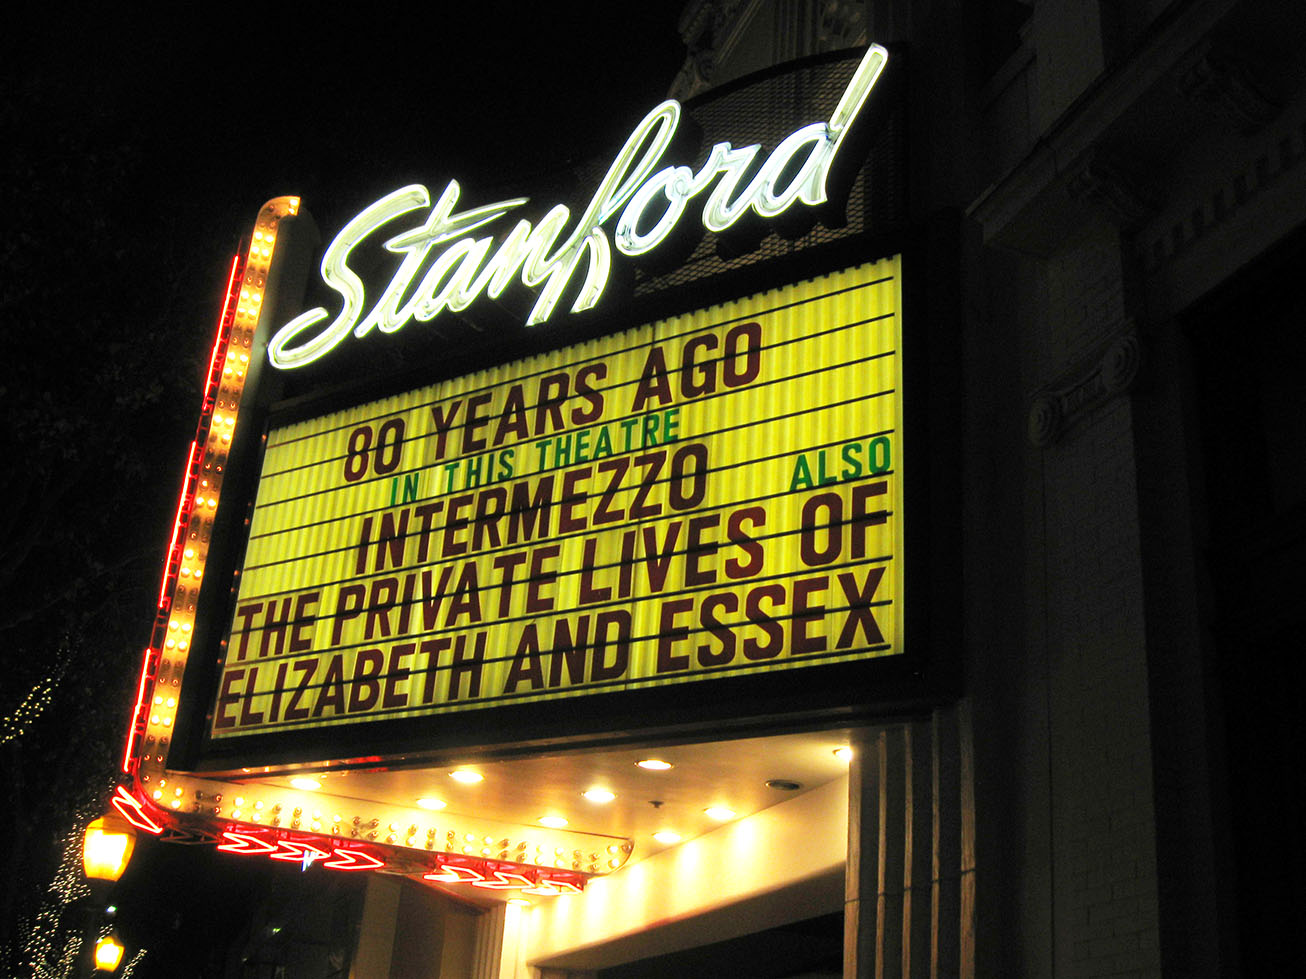 Stanford
80 YEARS AGO
IN THIS THEATRE
INTERMEZZO ALSO
THE PRIVATE LIVES OF
ELIZABETH AND ESSEX